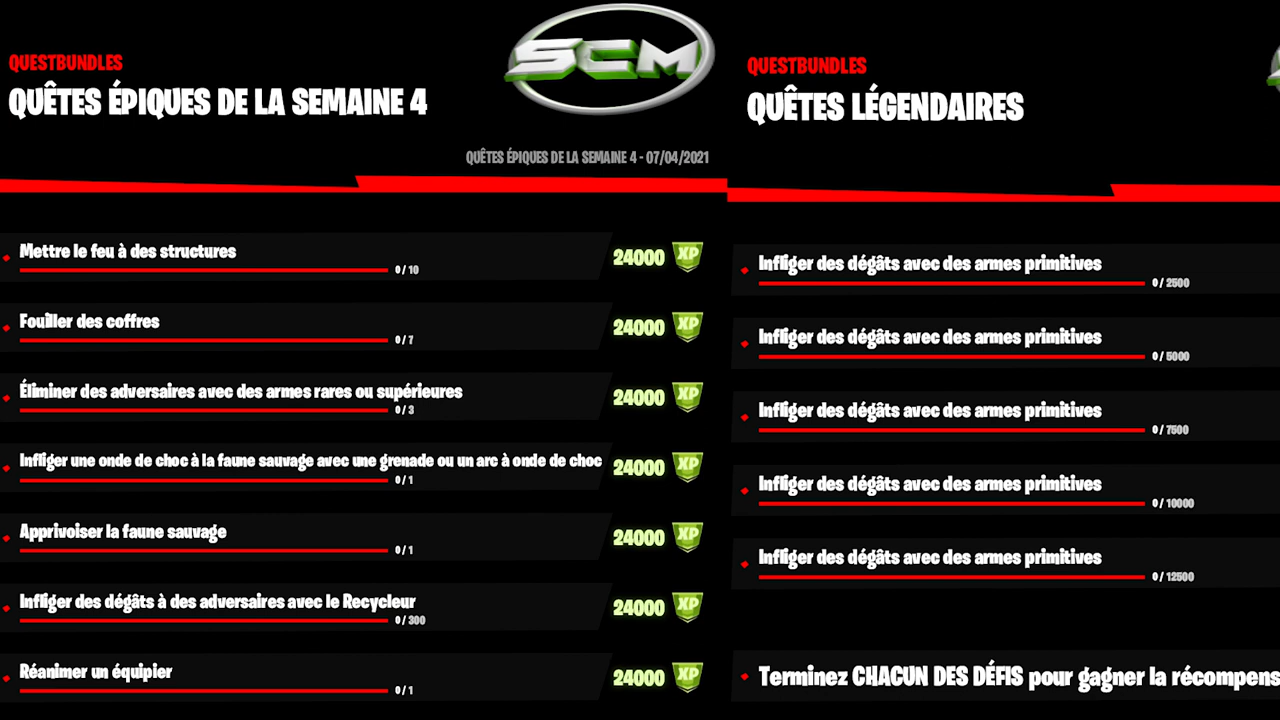 SCM
QUESTBUNDLES
QUÊTES ÉPIQUES DE LA SEMAINE 4
QUÊTES ÉPIQUES DE LA SEMAINE 4 - 07/04/2021
Mettre le feu à des structures
0 / 10
24000 XP
Fouiller des coffres
0 / 7
24000 XP
Éliminer des adversaires avec des armes rares ou supérieures
0 / 3
24000 XP
Infliger une onde de choc à la faune sauvage avec une grenade ou un arc à onde de choc
0 / 1
24000 XP
Apprivoiser la faune sauvage
0 / 1
24000 XP
Infliger des dégâts à des adversaires avec le Recycleur
0 / 300
24000 XP
Réanimer un équipier
0 / 1
24000 XP
QUESTBUNDLES
QUÊTES LÉGENDAIRES
Infliger des dégâts avec des armes primitives
0 / 2500
Infliger des dégâts avec des armes primitives
0 / 5000
Infliger des dégâts avec des armes primitives
0 / 7500
Infliger des dégâts avec des armes primitives
0 / 10000
Infliger des dégâts avec des armes primitives
0 / 12500
Terminez CHACUN DES DÉFIS pour gagner la récompens